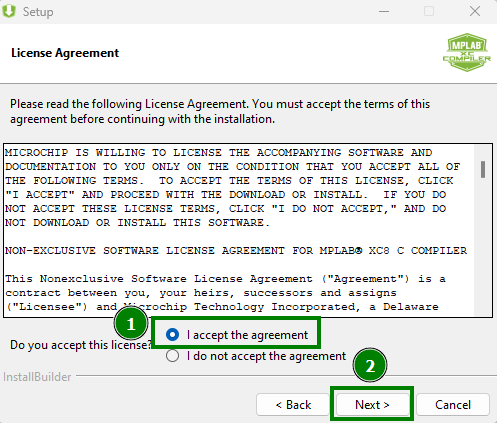 Setup
License Agreement
MPLAB
XC
COMPILER
Please read the following License Agreement. You must accept the terms of this
agreement before continuing with the installation.
MICROCHIP IS WILLING TO LICENSE THE ACCOMPANYING SOFTWARE AND
DOCUMENTATION TO YOU ONLY ON THE CONDITION THAT YOU ACCEPT ALL OF
THE FOLLOWING TERMS.  TO ACCEPT THE TERMS OF THIS LICENSE, CLICK
"I ACCEPT" AND PROCEED WITH THE DOWNLOAD OR INSTALL.  IF YOU DO
NOT ACCEPT THESE LICENSE TERMS, CLICK "I DO NOT ACCEPT," AND DO
NOT DOWNLOAD OR INSTALL THIS SOFTWARE.
NON-EXCLUSIVE SOFTWARE LICENSE AGREEMENT FOR MPLAB® XC8 C COMPILER
This Nonexclusive Software License Agreement ("Agreement") is a
contract between you, your heirs, successors and assigns
("Licensee") and Microchip Technology Incorporated, a Delaware
1
I accept the agreement
Do you accept this license?
I do not accept the agreement
2
InstallBuilder
< Back
Next >
Cancel